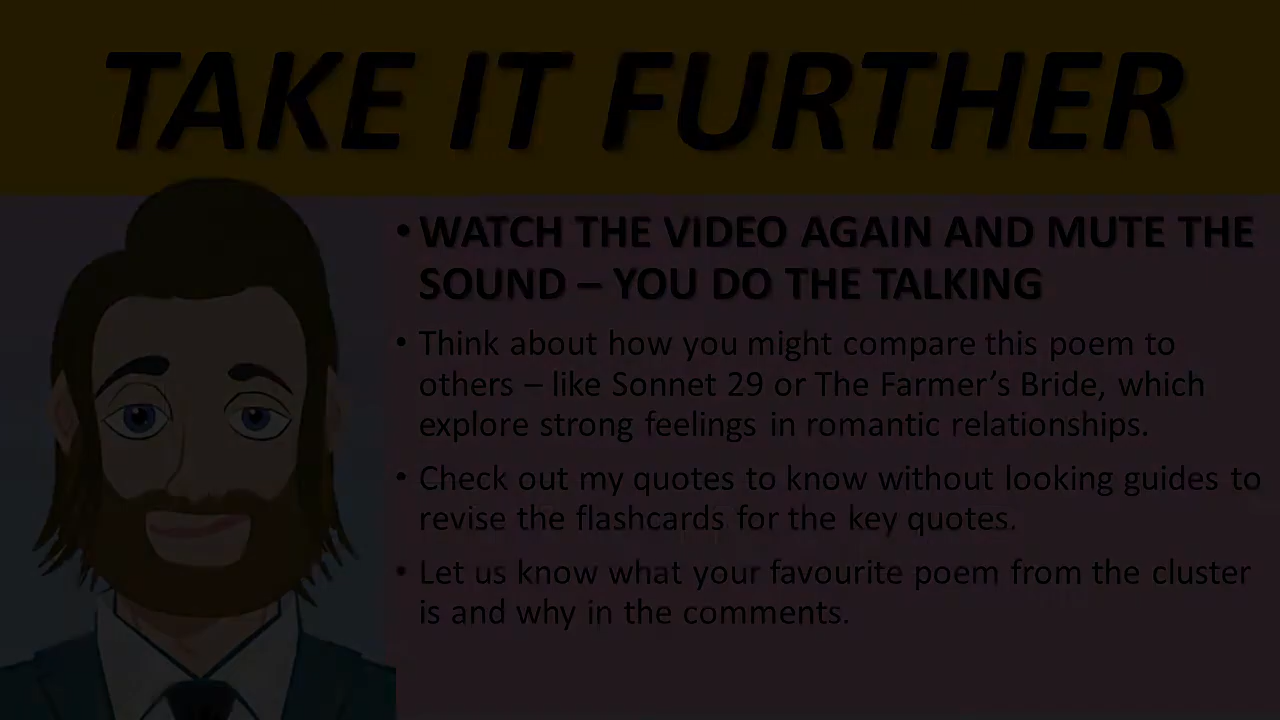 TAKE IT FURTHER
• WATCH THE VIDEO AGAIN AND MUTE THE
SOUND – YOU DO THE TALKING
• Think about how you might compare this poem to
others – like Sonnet 29 or The Farmer’s Bride, which
explore strong feelings in romantic relationships.
• Check out my quotes to know without looking guides to
revise the flashcards for the key quotes.
• Let us know what your favourite poem from the cluster
is and why in the comments.